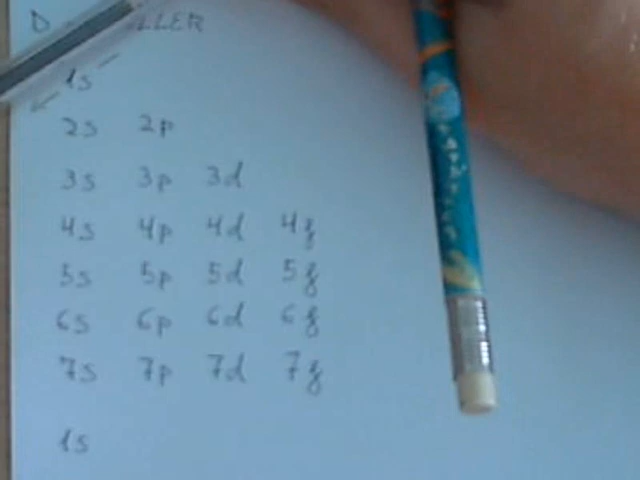 D LLER
1s
2s 2p
3s 3p 3d
4s 4p 4d 4f
5s 5p 5d 5f
6s 6p 6d 6f
7s 7p 7d 7f
1s